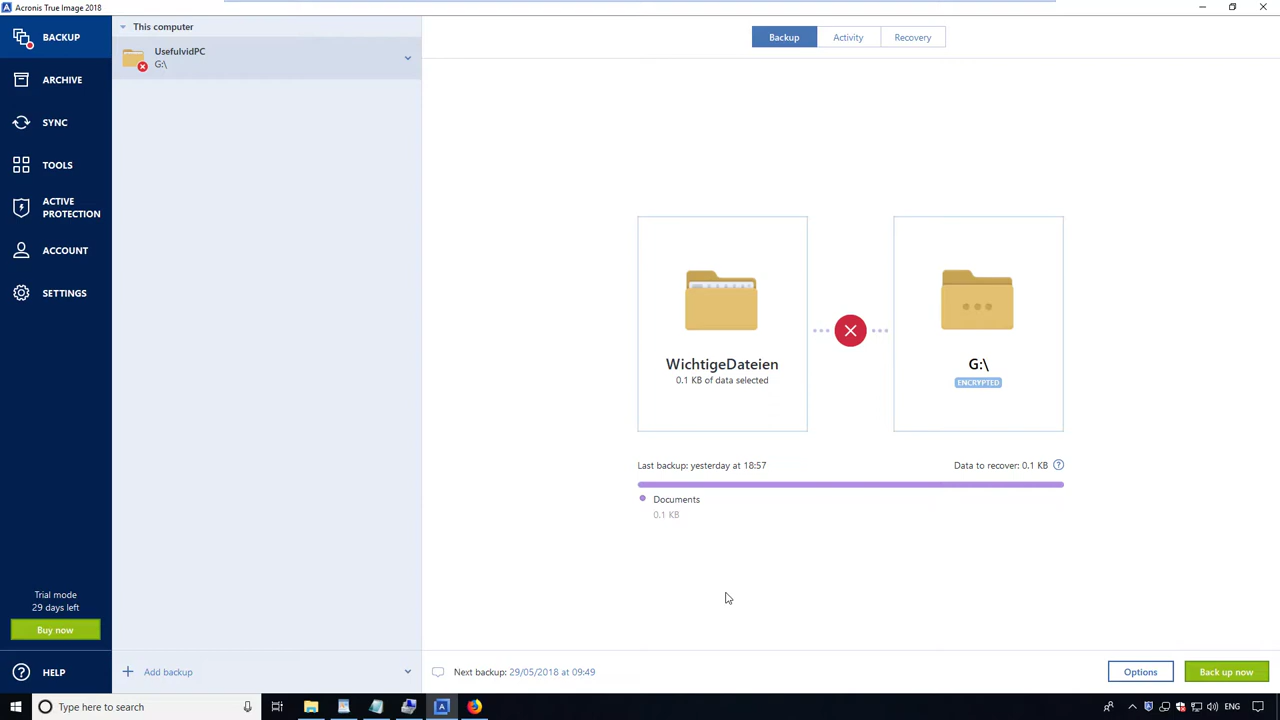 Acronis True Image 2018
BACKUP
ARCHIVE
SYNC
TOOLS
ACTIVE
PROTECTION
ACCOUNT
SETTINGS
Trial mode
29 days left
Buy now
HELP
This computer
UsefulvidPC
G:\
Add backup
Backup
Activity
Recovery
WichtigeDateien
0.1 KB of data selected
G:\
ENCRYPTED
Last backup: yesterday at 18:57
Data to recover: 0.1 KB
Documents
0.1 KB
Next backup: 29/05/2018 at 09:49
Options
Back up now
Type here to search
ENG